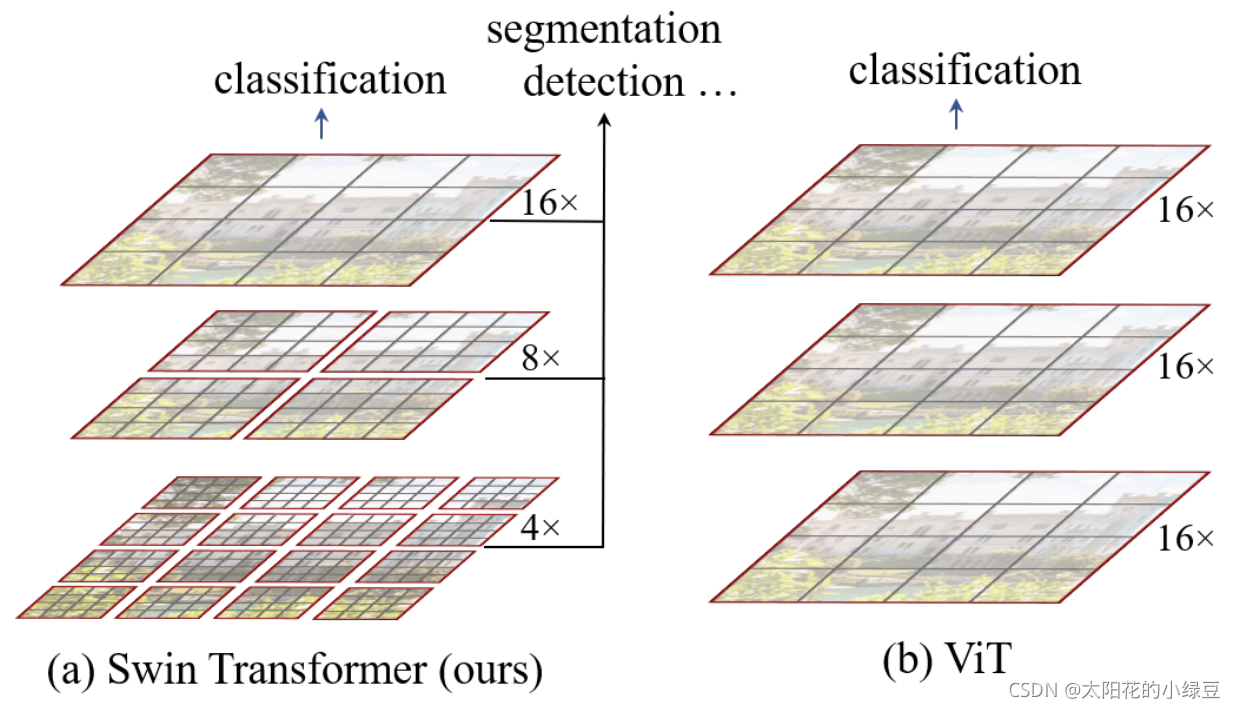 segmentation
detection …
classification
classification
16×
8×
4×
16×
16×
16×
(a) Swin Transformer (ours)
(b) ViT
CSDN @太阳花的小绿豆